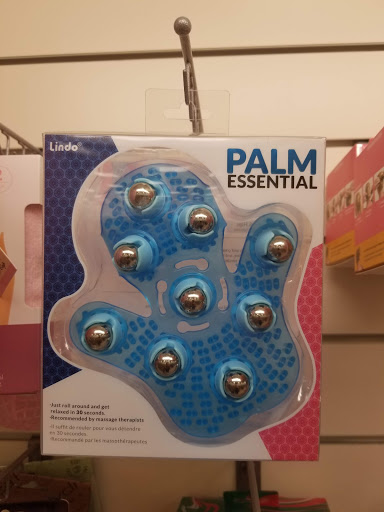 Lindo
PALM
ESSENTIAL
Just roll around and get
relaxed in 30 seconds.
•Recommended by massage therapists
Il suffit de rouler pour vous détendre
en 30 secondes.
•Recommandé par les massothérapeutes